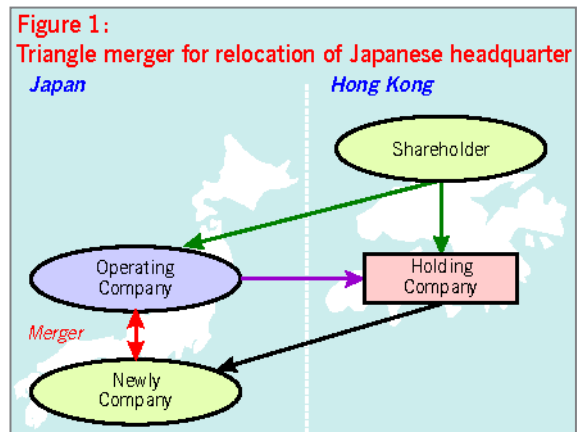 Figure 1:
Triangle merger for relocation of Japanese headquarter
Japan
Hong Kong
Shareholder
Operating
Company
Holding
Company
Merger
Newly
Company